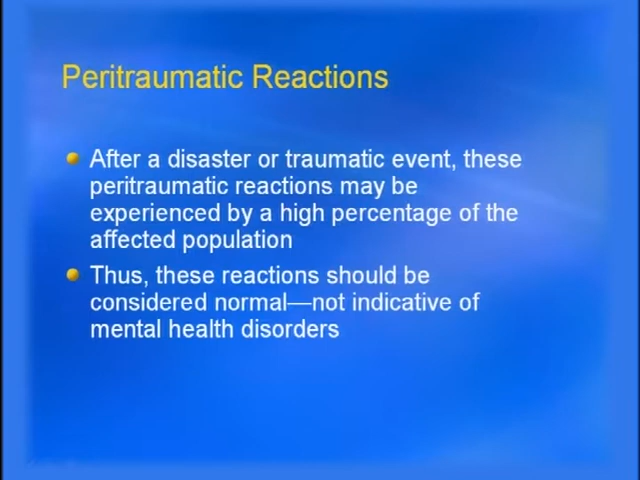 Peritraumatic Reactions
After a disaster or traumatic event, these
peritraumatic reactions may be
experienced by a high percentage of the
affected population
Thus, these reactions should be
considered normal—not indicative of
mental health disorders